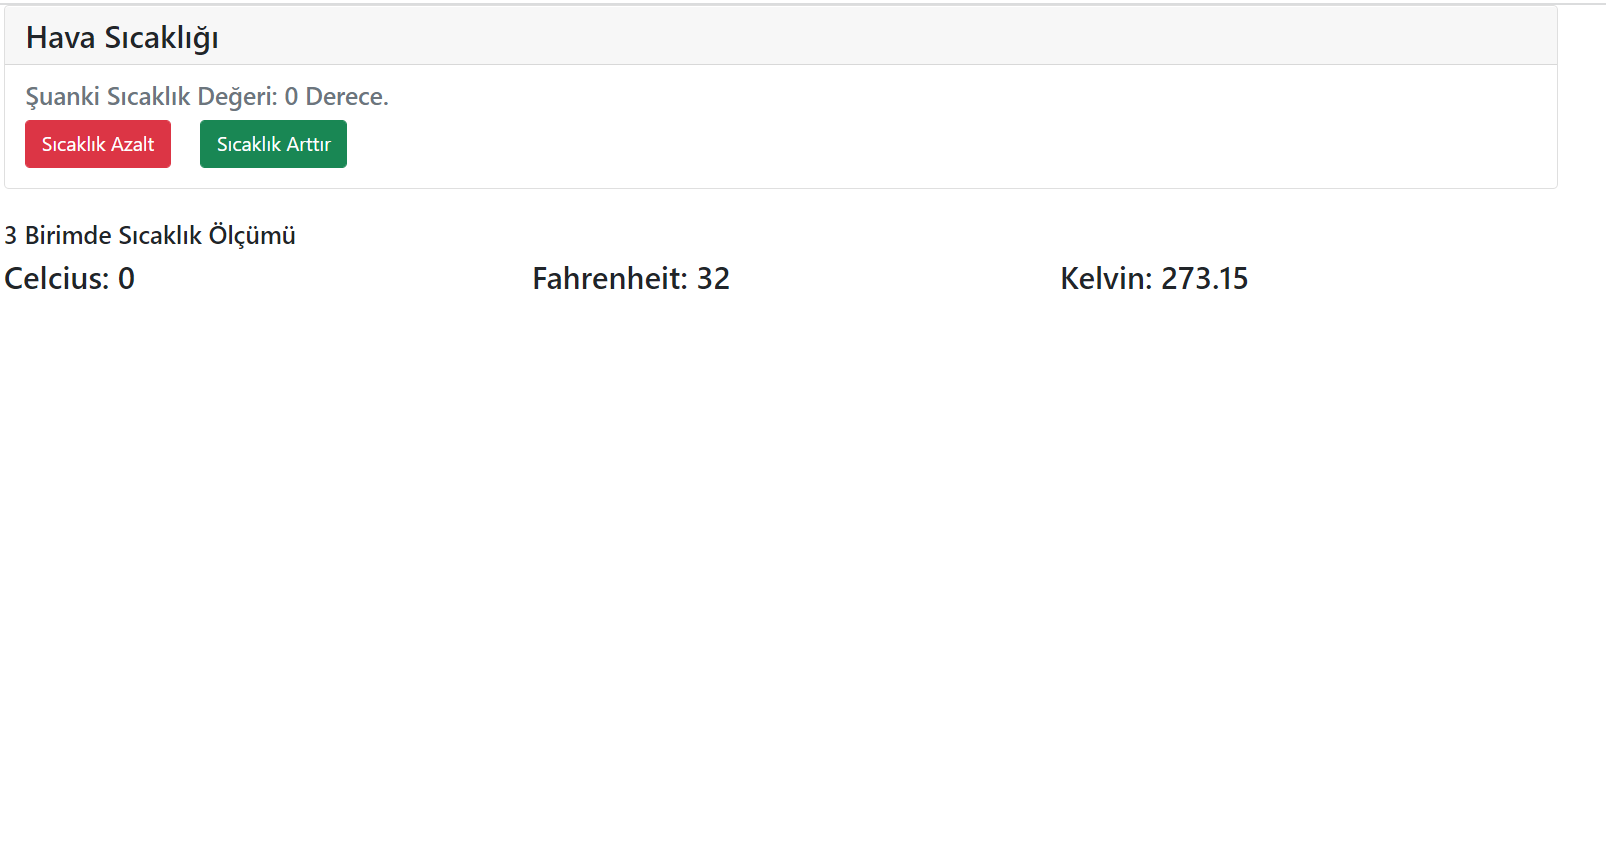 Hava Sıcaklığı
Şuanki Sıcaklık Değeri: 0 Derece.
Sıcaklık Azalt Sıcaklık Arttır
3 Birimde Sıcaklık Ölçümü
Celcius: 0 Fahrenheit: 32 Kelvin: 273.15